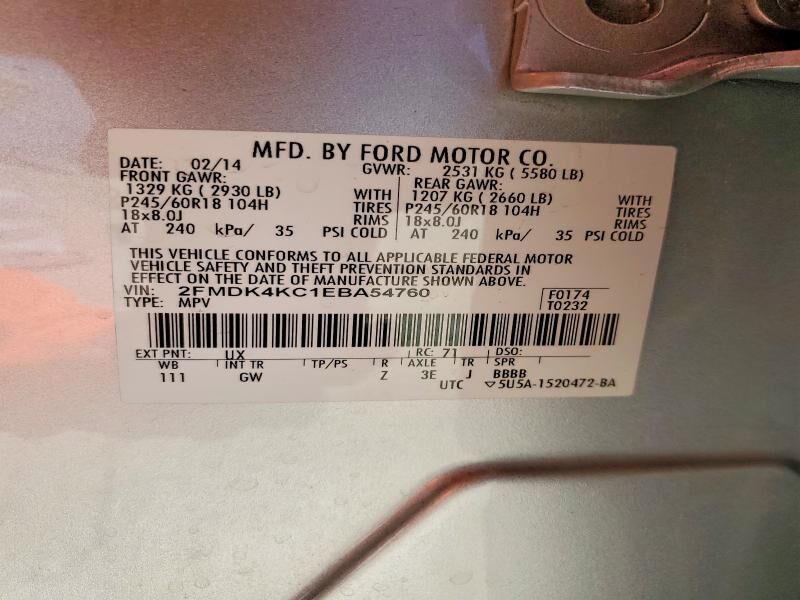 MFD. BY FORD MOTOR CO.
DATE: 02/14 GVWR: 2531 KG ( 5580 LB)
FRONT GAWR: REAR GAWR:
1329 KG ( 2930 LB) WITH 1207 KG ( 2660 LB) WITH
P245/60R18 104H TIRES P245/60R18 104H TIRES
18x8.0J RIMS 18x8.0J RIMS
AT 240 kPa/ 35 PSI COLD AT 240 kPa/ 35 PSI COLD
THIS VEHICLE CONFORMS TO ALL APPLICABLE FEDERAL MOTOR
VEHICLE SAFETY AND THEFT PREVENTION STANDARDS IN
EFFECT ON THE DATE OF MANUFACTURE SHOWN ABOVE.
VIN: 2FMDK4KC1EBA54760 F0174
TYPE: MPV T0232
EXT PNT: UX RC: 71 DSO:
WB INT TR TP/PS R AXLE TR SPR
111 GW Z 3E J BBBB
UTC ▽5U5A-1520472-BA